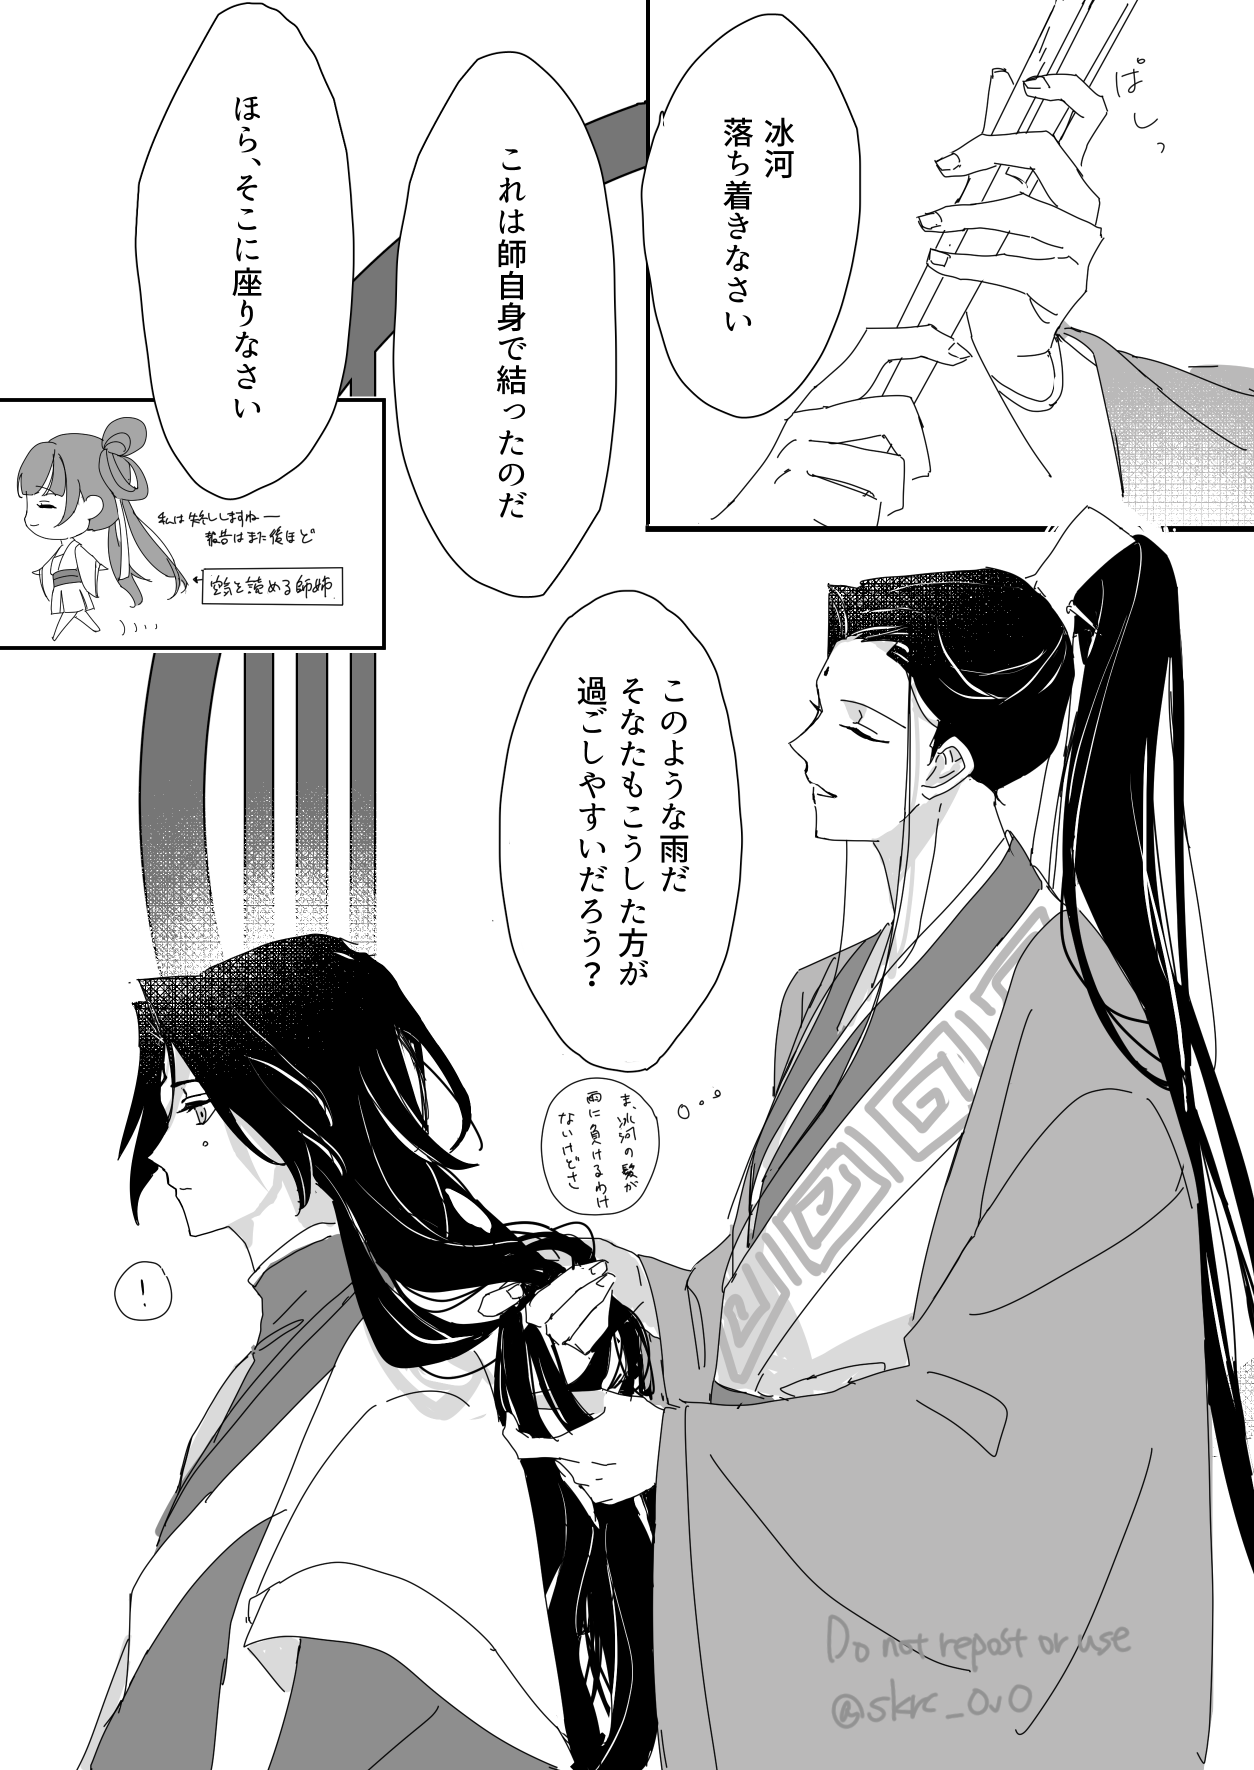 ぱしっ
冰河
落ち着きなさい
これは師自身で結ったのだ
ほら、そこに座りなさい
私は失礼しますねー
報告はまた後ほど
空気を読める師姉
このような雨だ
そなたもこうした方が
過ごしやすいだろう?
ま、冰河の髪が
雨に負けるわけ
ないけどさ
!
Do not repost or use
@skrc_0v0